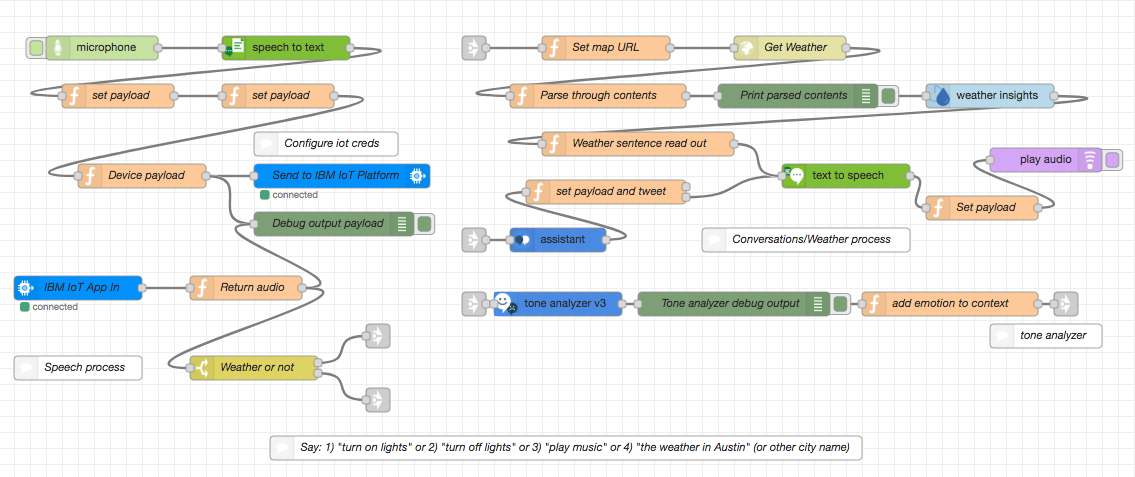 microphone
speech to text
set payload
set payload
Configure iot creds
Device payload
Send to IBM IoT Platform
connected
Debug output payload
IBM IoT App In
connected
Return audio
Speech process
Weather or not
Set map URL
Get Weather
Parse through contents
Print parsed contents
weather insights
Weather sentence read out
play audio
set payload and tweet
text to speech
Set payload
assistant
Conversations/Weather process
tone analyzer v3
Tone analyzer debug output
add emotion to context
tone analyzer
Say: 1) "turn on lights" or 2) "turn off lights" or 3) "play music" or 4) "the weather in Austin" (or other city name)